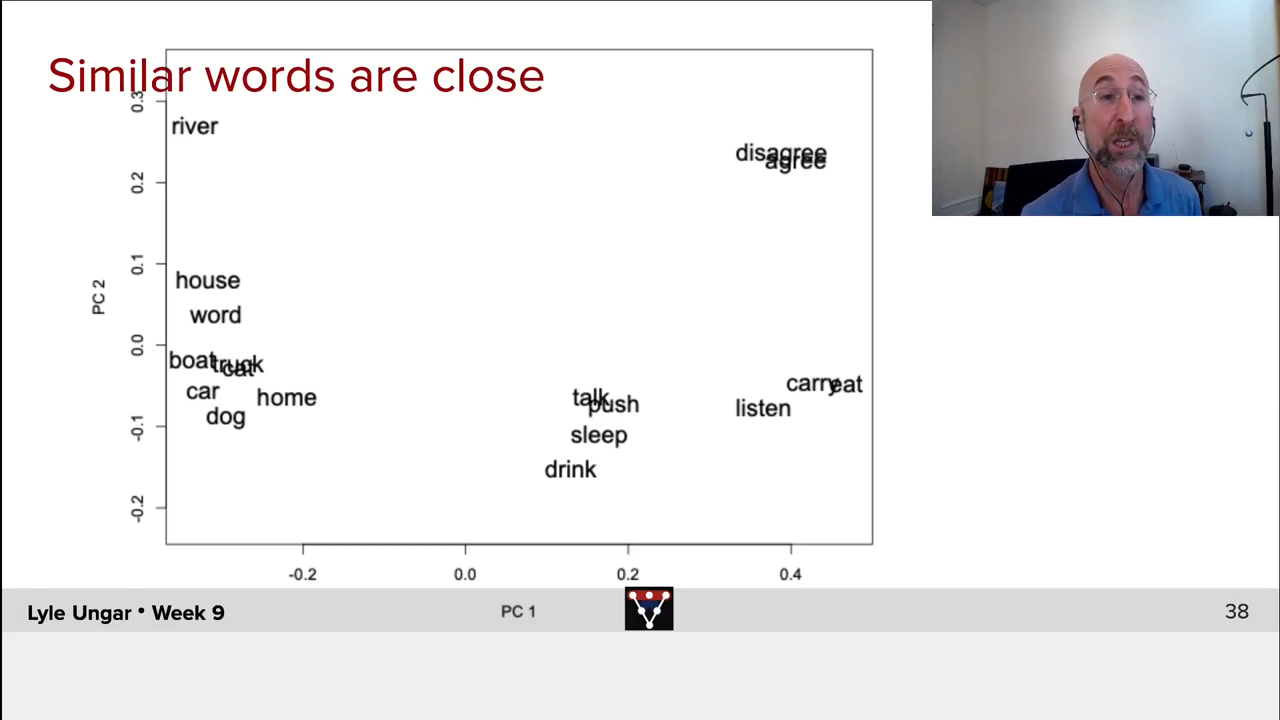 Similar words are close
0.3
river
disagree
agree
0.2
0.1
house
PC 2
word
0.0
boat
truck
cat
carry
eat
car
home
talk
push
listen
dog
-0.1
sleep
drink
-0.2
-0.2
0.0
0.2
0.4
Lyle Ungar • Week 9
PC 1
38